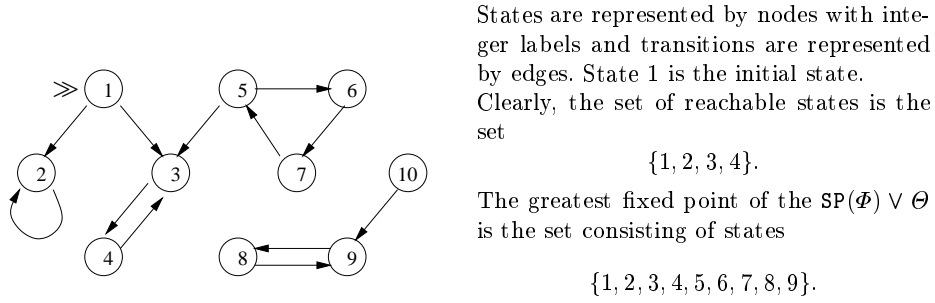 ≫ 1 5 6
2 3 7 10
4 8 9
States are represented by nodes with inte-
ger labels and transitions are represented
by edges. State 1 is the initial state.
Clearly, the set of reachable states is the
set
{1, 2, 3, 4}.
The greatest fixed point of the SP(Φ) ∨ Θ
is the set consisting of states
{1, 2, 3, 4, 5, 6, 7, 8, 9}.